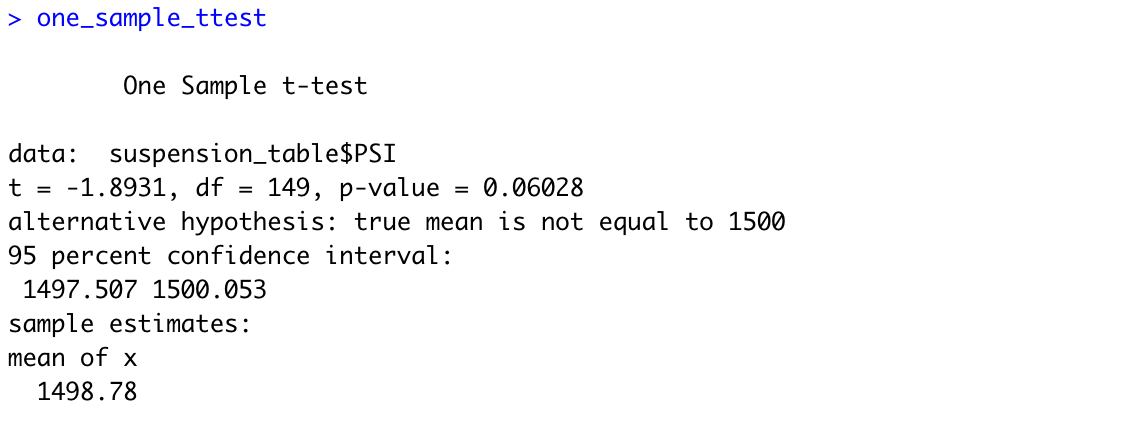 > one_sample_ttest
One Sample t-test
data:  suspension_table$PSI
t = -1.8931, df = 149, p-value = 0.06028
alternative hypothesis: true mean is not equal to 1500
95 percent confidence interval:
1497.507 1500.053
sample estimates:
mean of x
1498.78